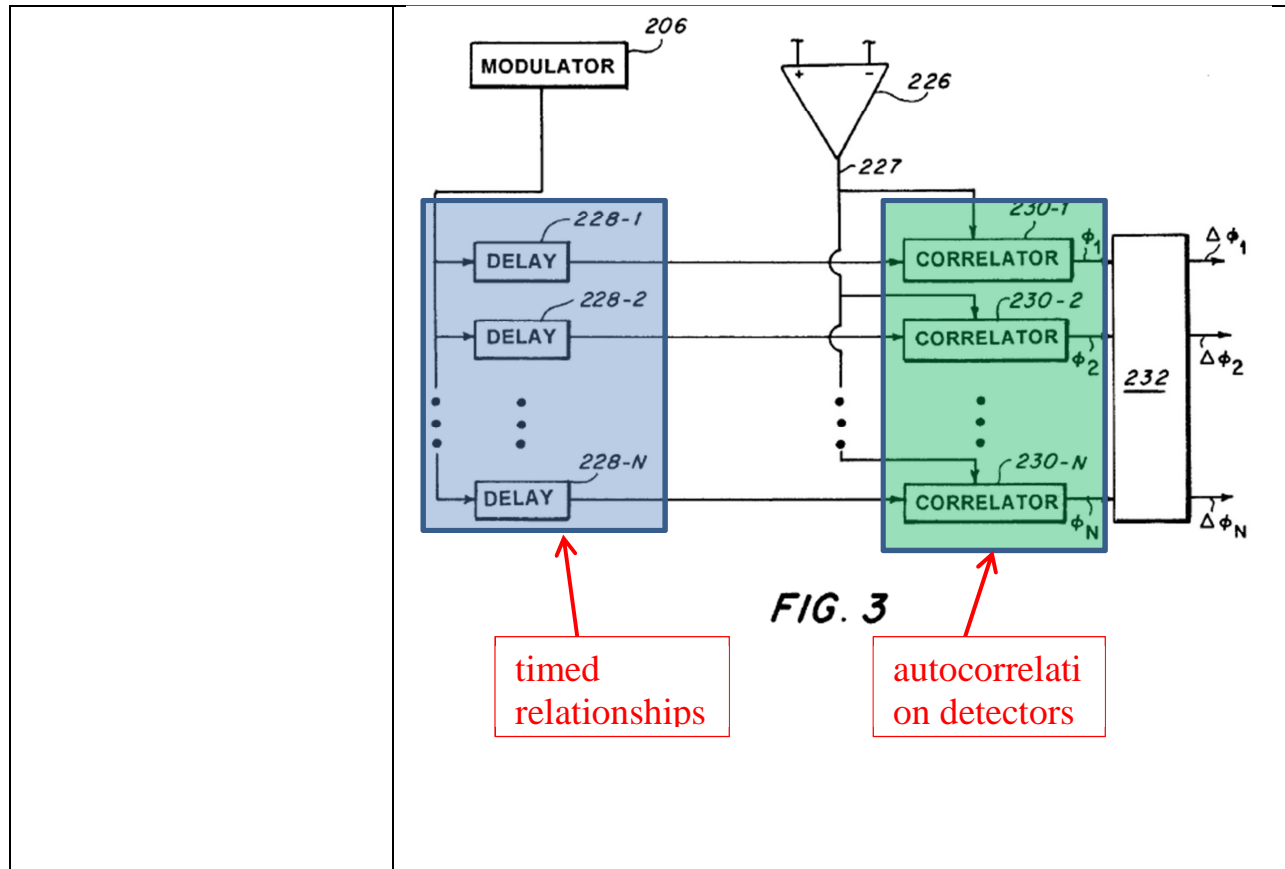 206
MODULATOR
+ −
226
227
228-1
230-1
DELAY
CORRELATOR
ϕ1
Δϕ1
228-2
230-2
DELAY
CORRELATOR
ϕ2
Δϕ2
232
228-N
230-N
DELAY
CORRELATOR
ϕN
ΔϕN
FIG. 3
timed
relationships
autocorrelati
on detectors